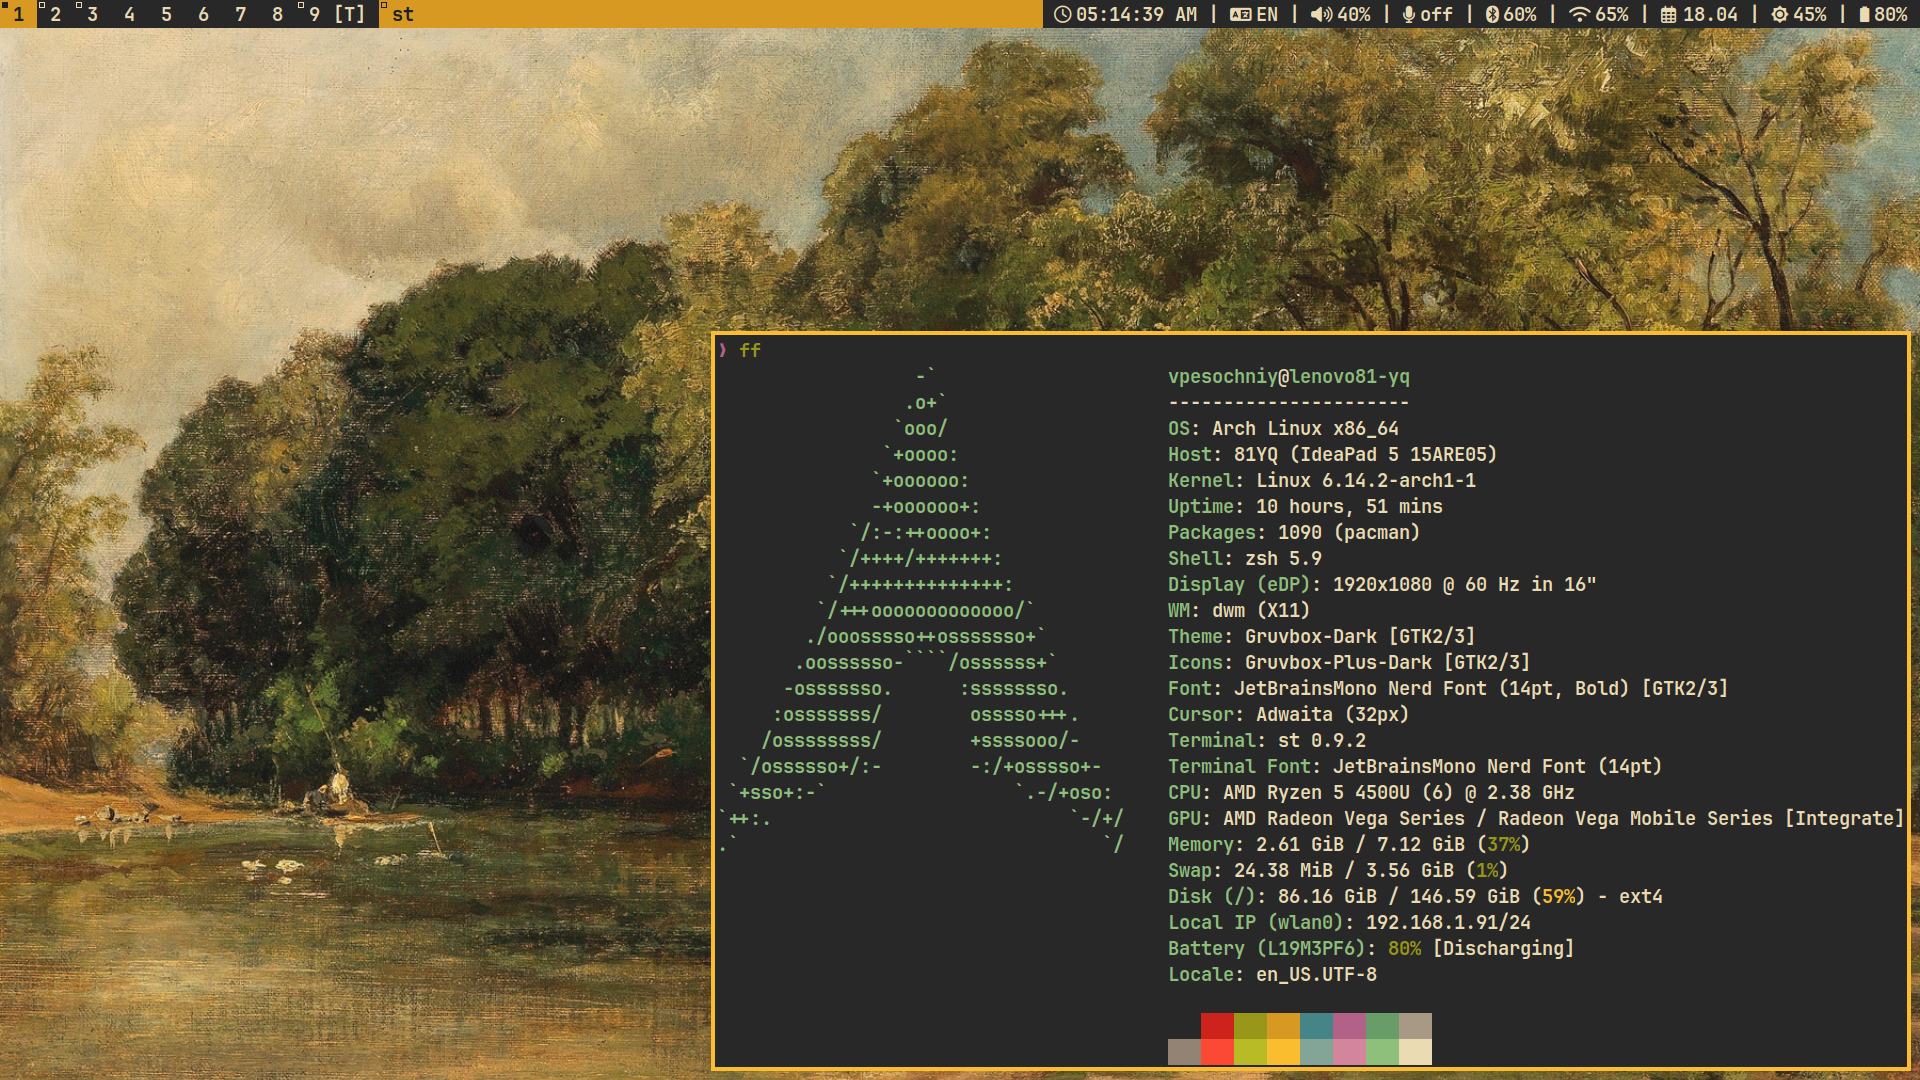 1 2 3 4 5 6 7 8 9 [T] st 05:14:39 AM | EN | 40% | off | 60% | 65% | 18.04 | 45% | 80%
❯ ff
-`
.o+`
`ooo/
`+oooo:
`+oooooo:
-+oooooo+:
`/:-:++oooo+:
`/++++/+++++++:
`/++++++++++++++:
`/+++ooooooooooooo/`
./ooosssso++osssssso+`
.oossssso-````/ossssss+`
-osssssso.      :ssssssso.
:osssssss/        osssso+++.
/ossssssss/        +ssssooo/-
`/ossssso+/:-        -:/+osssso+-
`+sso+:-`                 `.-/+oso:
`++:.                           `-/+/
.`                                 `/
vpesochniy@lenovo81-yq
----------------------
OS: Arch Linux x86_64
Host: 81YQ (IdeaPad 5 15ARE05)
Kernel: Linux 6.14.2-arch1-1
Uptime: 10 hours, 51 mins
Packages: 1090 (pacman)
Shell: zsh 5.9
Display (eDP): 1920x1080 @ 60 Hz in 16"
WM: dwm (X11)
Theme: Gruvbox-Dark [GTK2/3]
Icons: Gruvbox-Plus-Dark [GTK2/3]
Font: JetBrainsMono Nerd Font (14pt, Bold) [GTK2/3]
Cursor: Adwaita (32px)
Terminal: st 0.9.2
Terminal Font: JetBrainsMono Nerd Font (14pt)
CPU: AMD Ryzen 5 4500U (6) @ 2.38 GHz
GPU: AMD Radeon Vega Series / Radeon Vega Mobile Series [Integrate]
Memory: 2.61 GiB / 7.12 GiB (37%)
Swap: 24.38 MiB / 3.56 GiB (1%)
Disk (/): 86.16 GiB / 146.59 GiB (59%) - ext4
Local IP (wlan0): 192.168.1.91/24
Battery (L19M3PF6): 80% [Discharging]
Locale: en_US.UTF-8